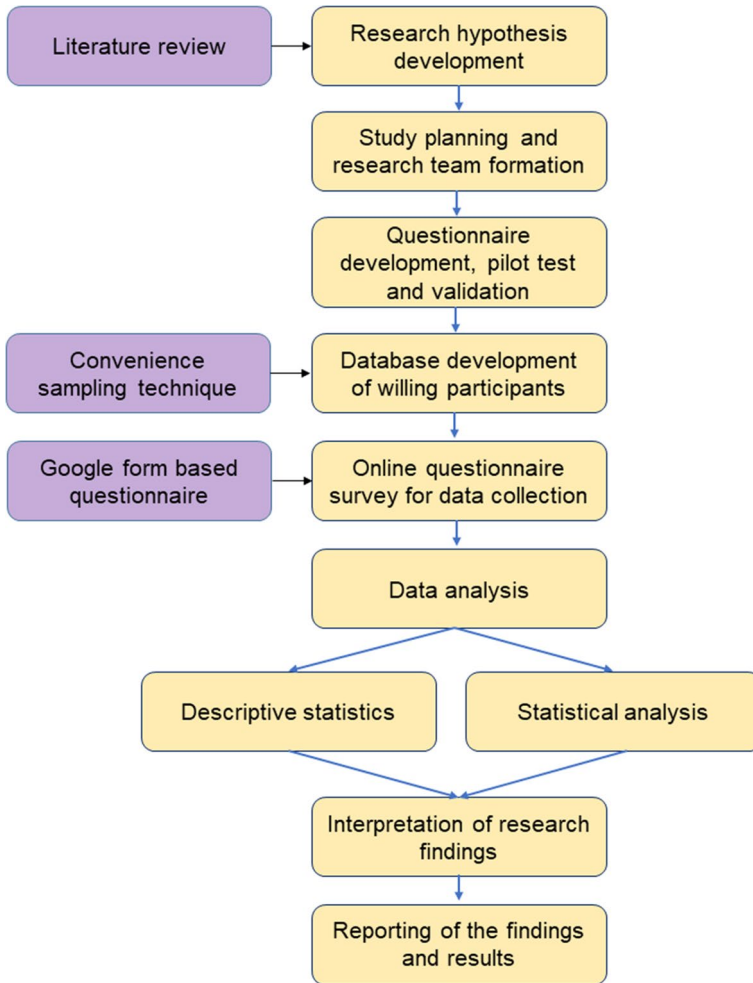 Literature review
Research hypothesis
development
Study planning and
research team formation
Questionnaire
development, pilot test
and validation
Convenience
sampling technique
Database development
of willing participants
Google form based
questionnaire
Online questionnaire
survey for data collection
Data analysis
Descriptive statistics
Statistical analysis
Interpretation of research
findings
Reporting of the findings
and results